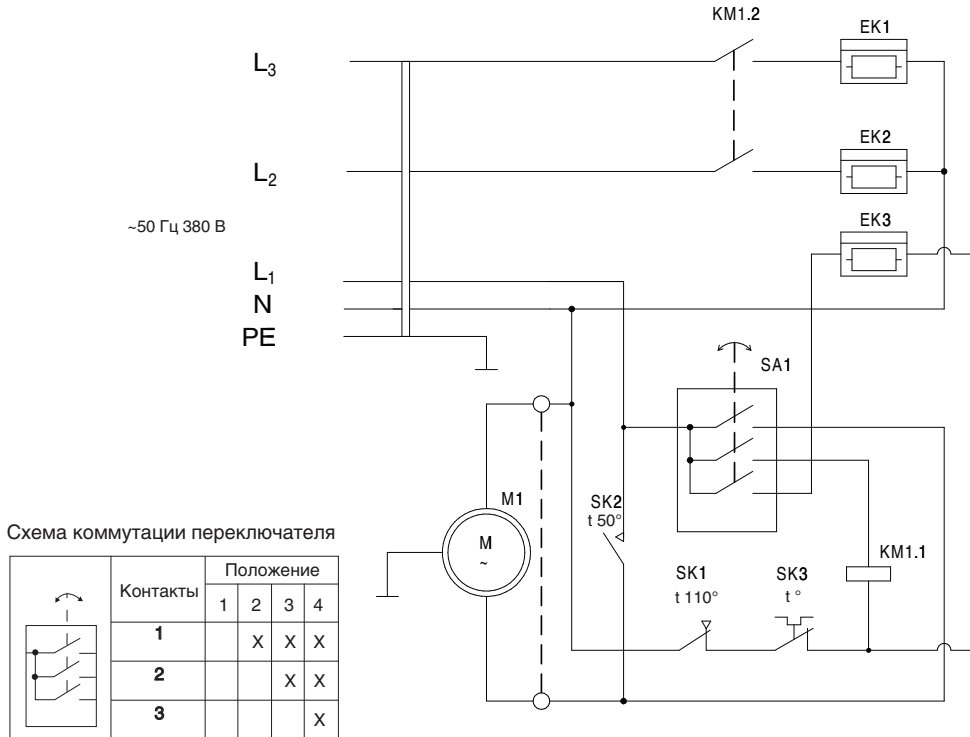 KM1.2
EK1
L3
EK2
L2
EK3
~50 Гц 380 В
L1
N
PE
SA1
M1
SK2
t 50°
M
~
KM1.1
SK1
t 110°
SK3
t °
Схема коммутации переключателя
Контакты
Положение
1 2 3 4
1 X X X
2 X X
3 X